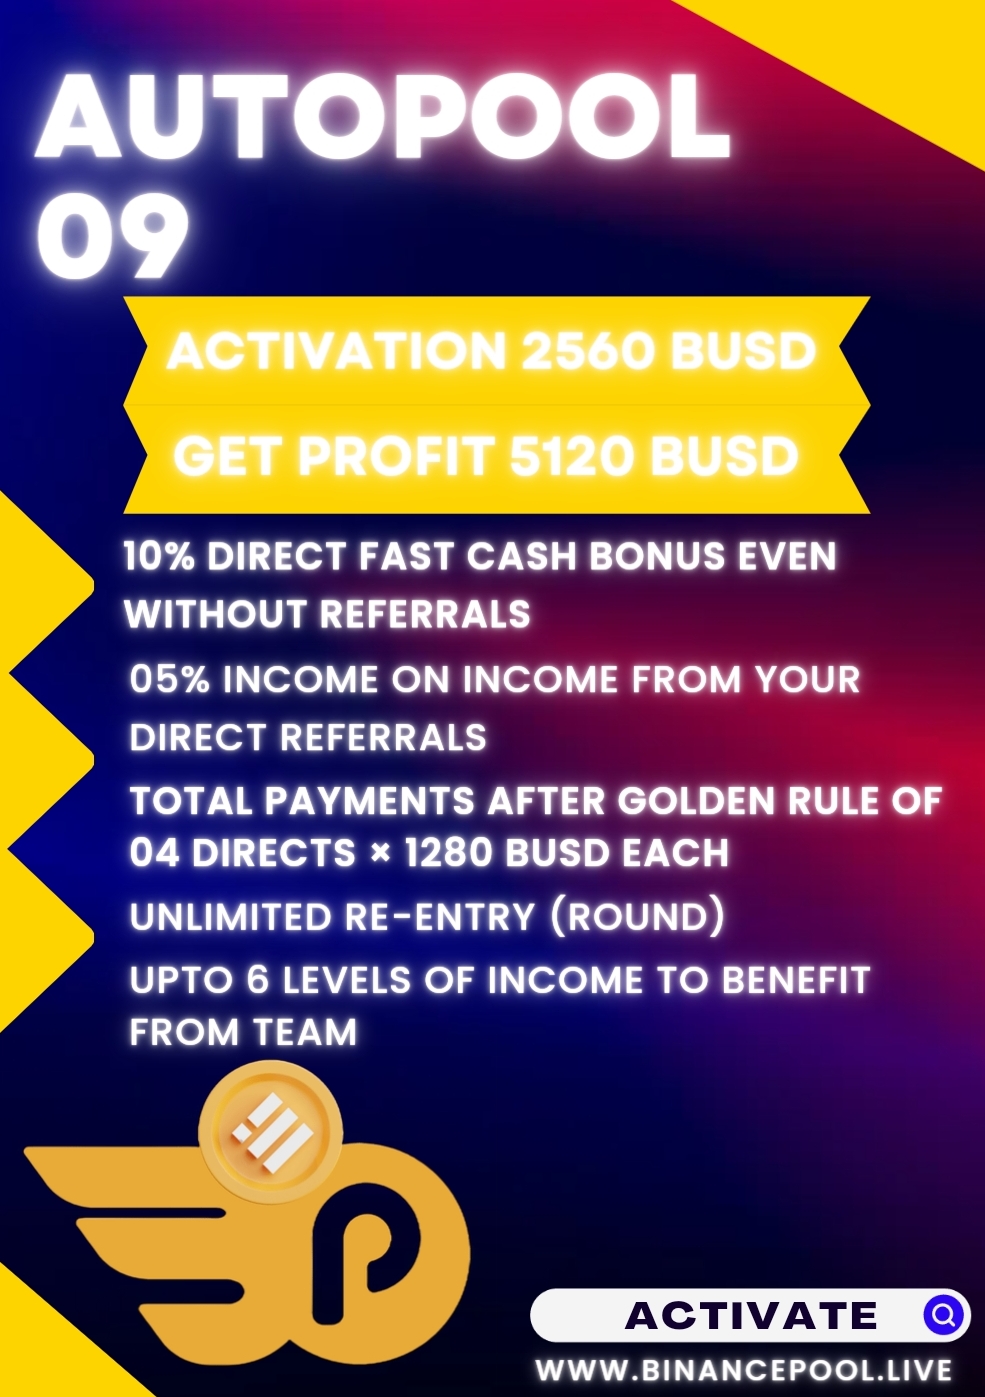 AUTOPOOL
09
ACTIVATION 2560 BUSD
GET PROFIT 5120 BUSD
10% DIRECT FAST CASH BONUS EVEN
WITHOUT REFERRALS
05% INCOME ON INCOME FROM YOUR
DIRECT REFERRALS
TOTAL PAYMENTS AFTER GOLDEN RULE OF
04 DIRECTS × 1280 BUSD EACH
UNLIMITED RE-ENTRY (ROUND)
UPTO 6 LEVELS OF INCOME TO BENEFIT
FROM TEAM
P
ACTIVATE
WWW.BINANCEPOOL.LIVE